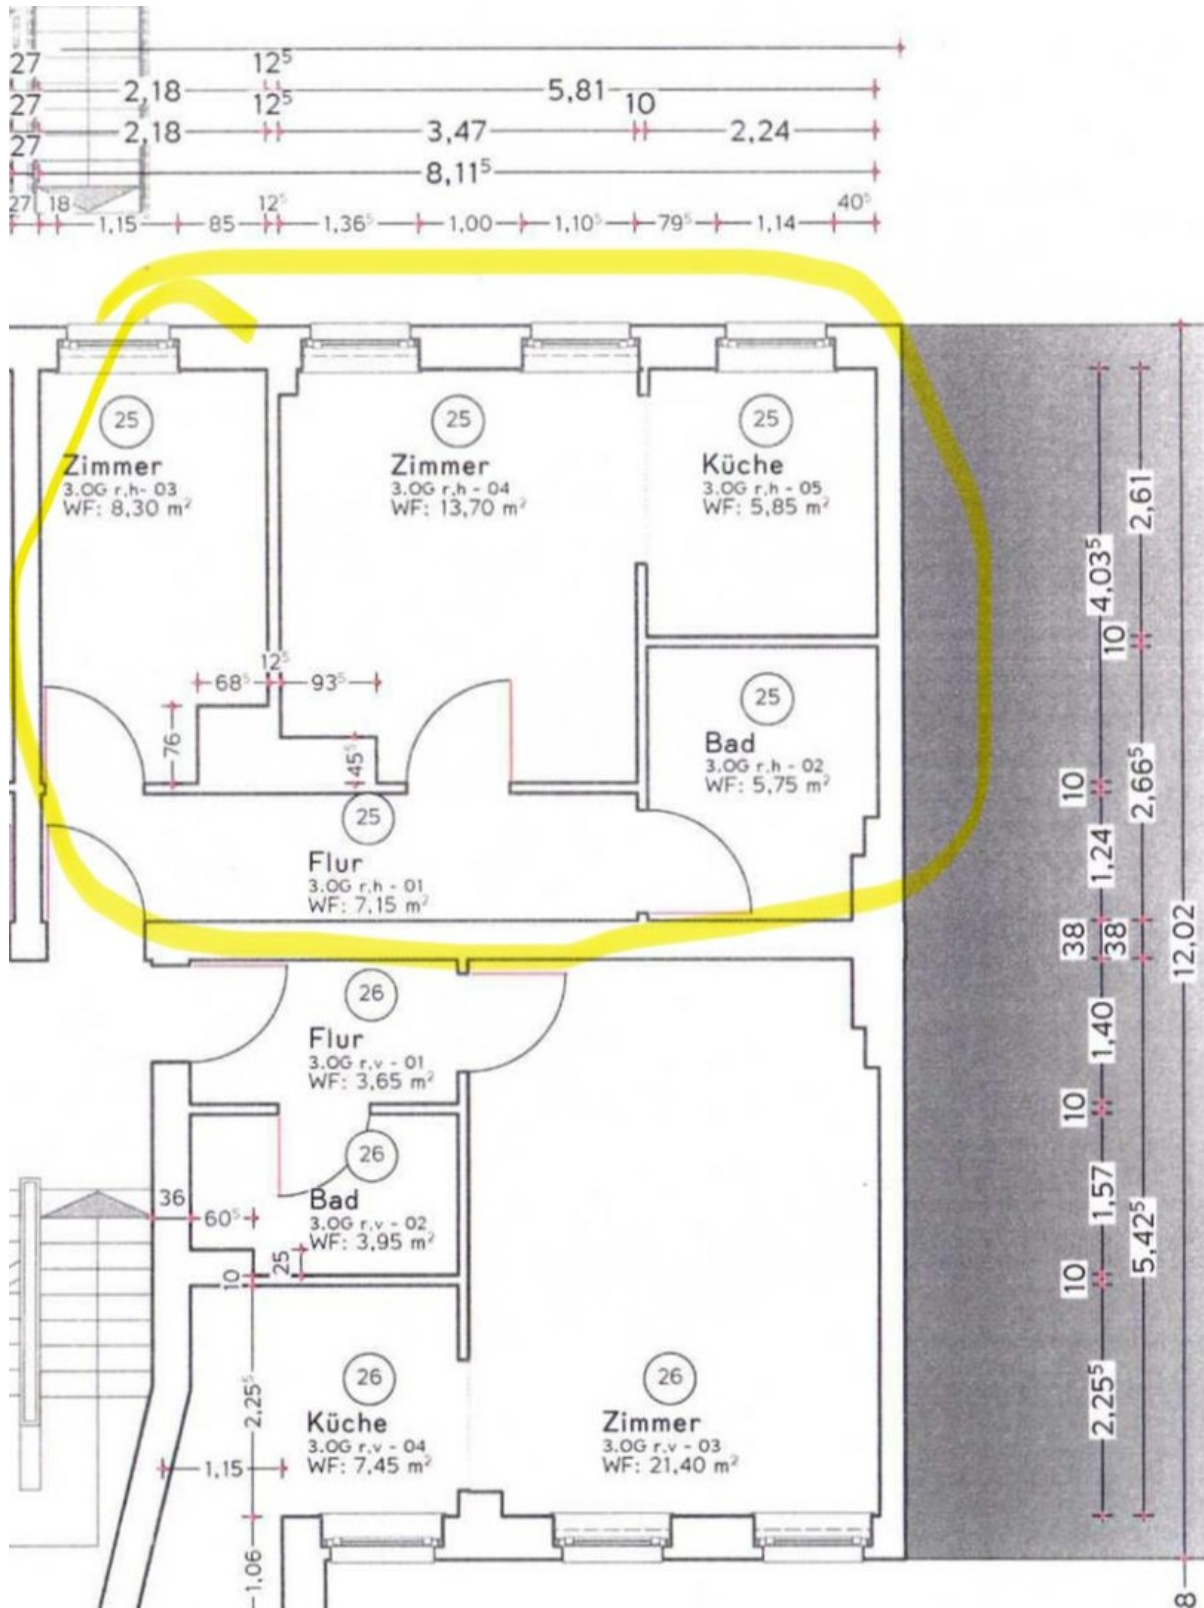 27
12⁵
2,18
5,81
27
12⁵
10
2,18
3,47
2,24
27
8,11⁵
27
18
12⁵
40⁵
1,15
85
1,36⁵
1,00
1,10⁵
79⁵
1,14
25
Zimmer
3.OG r.h- 03
WF: 8,30 m²
25
Zimmer
3.OG r.h - 04
WF: 13,70 m²
25
Küche
3.OG r.h - 05
WF: 5,85 m²
68⁵
12⁵
93⁵
76
45⁵
25
Bad
3.OG r.h - 02
WF: 5,75 m²
25
Flur
3.OG r.h - 01
WF: 7,15 m²
2,61
4,03⁵
10
10
2,66⁵
1,24
38
38
12,02
1,40
10
1,57
5,42⁵
10
2,25⁵
8
26
Flur
3.OG r.v - 01
WF: 3,65 m²
26
Bad
3.OG r.v - 02
WF: 3,95 m²
36
60⁵
25
10
2,25⁵
26
Küche
3.OG r.v - 04
WF: 7,45 m²
26
Zimmer
3.OG r.v - 03
WF: 21,40 m²
1,15
1,06